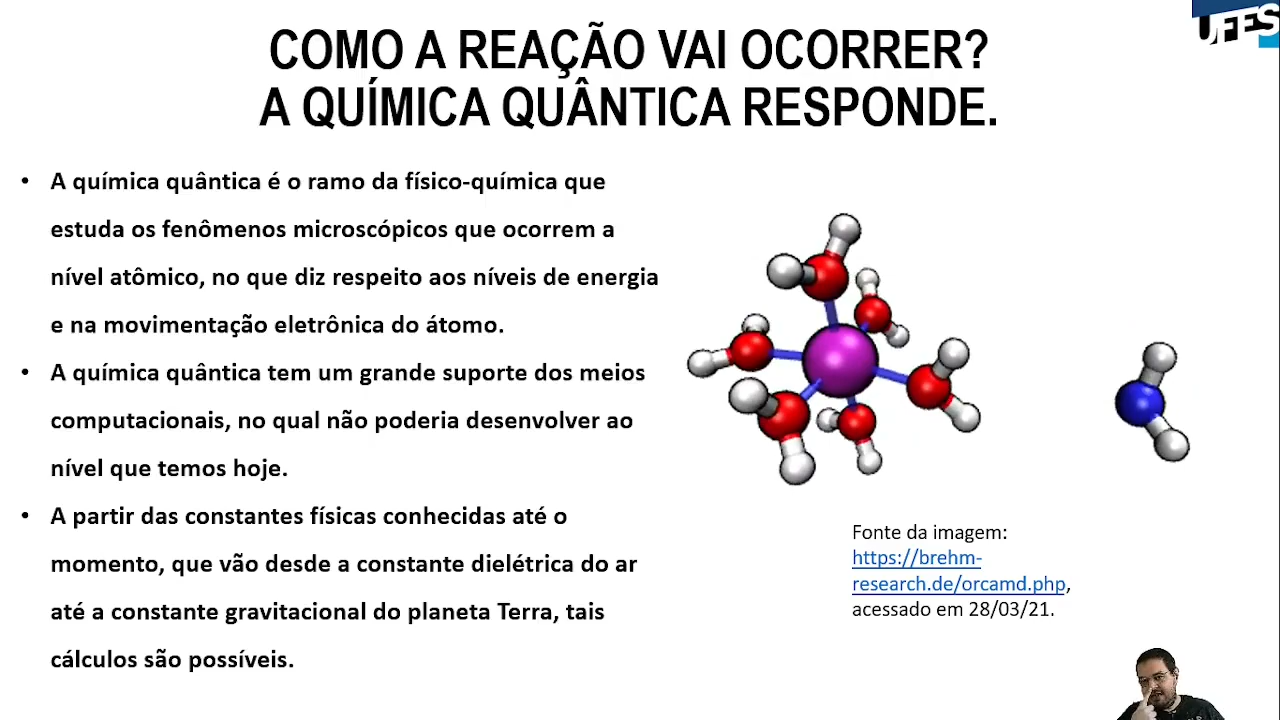 UFES
COMO A REAÇÃO VAI OCORRER?
A QUÍMICA QUÂNTICA RESPONDE.
• A química quântica é o ramo da físico-química que
estuda os fenômenos microscópicos que ocorrem a
nível atômico, no que diz respeito aos níveis de energia
e na movimentação eletrônica do átomo.
• A química quântica tem um grande suporte dos meios
computacionais, no qual não poderia desenvolver ao
nível que temos hoje.
• A partir das constantes físicas conhecidas até o
momento, que vão desde a constante dielétrica do ar
até a constante gravitacional do planeta Terra, tais
cálculos são possíveis.
Fonte da imagem:
https://brehm-
research.de/orcamd.php,
acessado em 28/03/21.